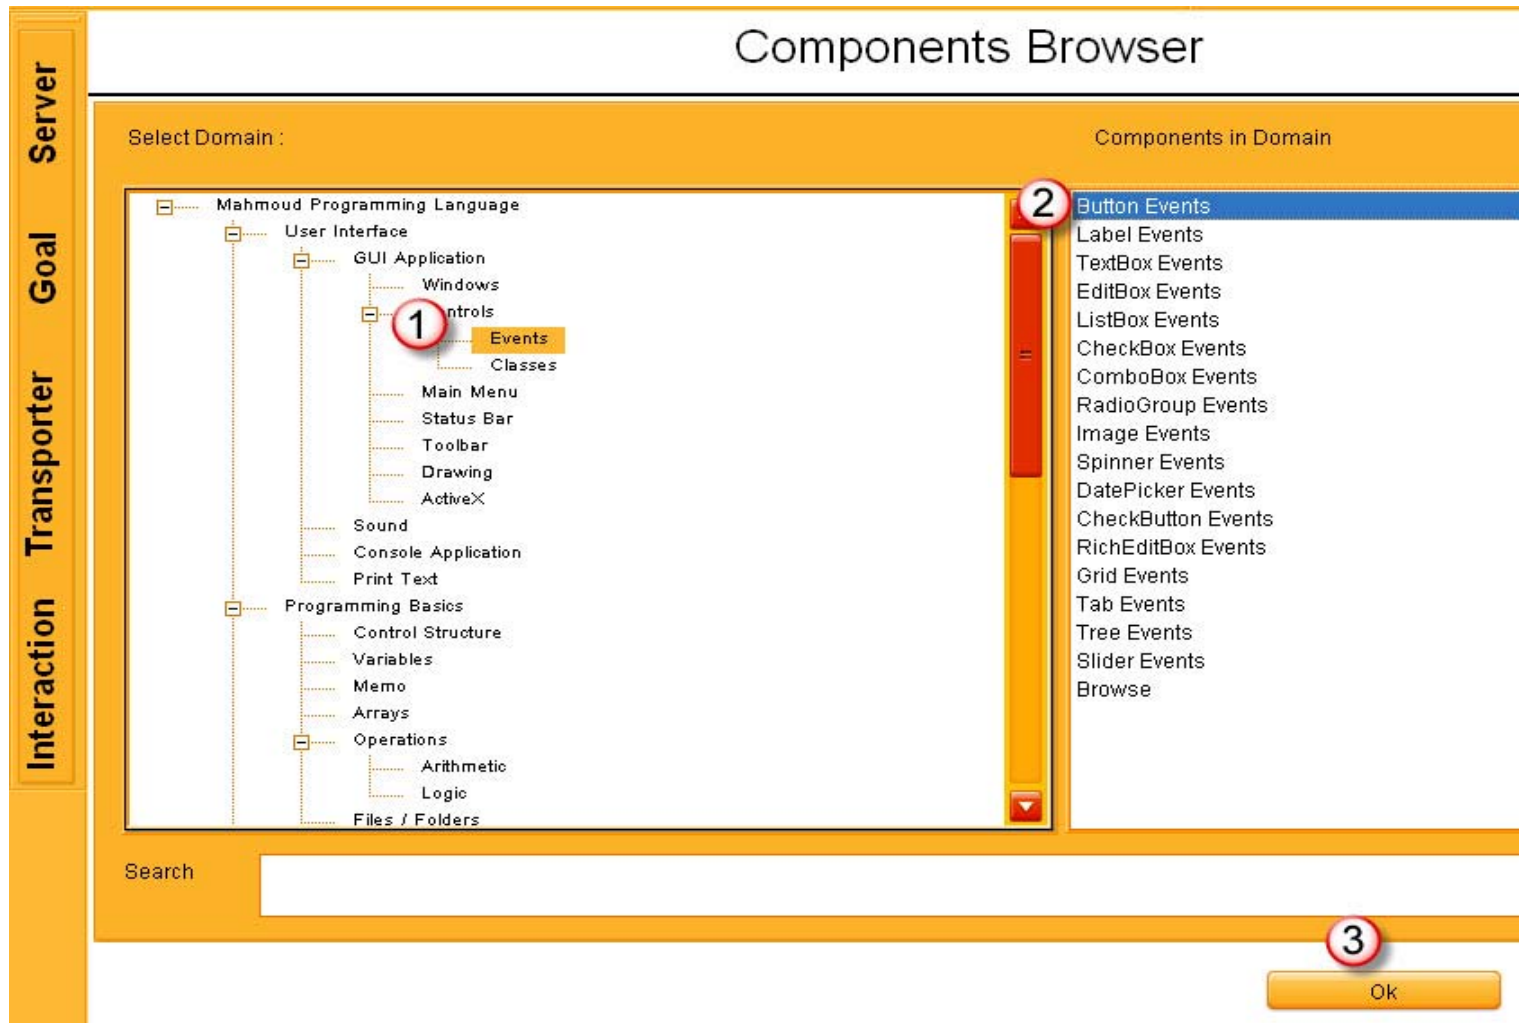 Components Browser
Server
Goal
Transporter
Interaction
Select Domain :
Mahmoud Programming Language
User Interface
GUI Application
Windows
1
ntrols
Events
Classes
Main Menu
Status Bar
Toolbar
Drawing
ActiveX
Sound
Console Application
Print Text
Programming Basics
Control Structure
Variables
Memo
Arrays
Operations
Arithmetic
Logic
Files / Folders
Components in Domain
2
Button Events
Label Events
TextBox Events
EditBox Events
ListBox Events
CheckBox Events
ComboBox Events
RadioGroup Events
Image Events
Spinner Events
DatePicker Events
CheckButton Events
RichEditBox Events
Grid Events
Tab Events
Tree Events
Slider Events
Browse
Search
3
Ok